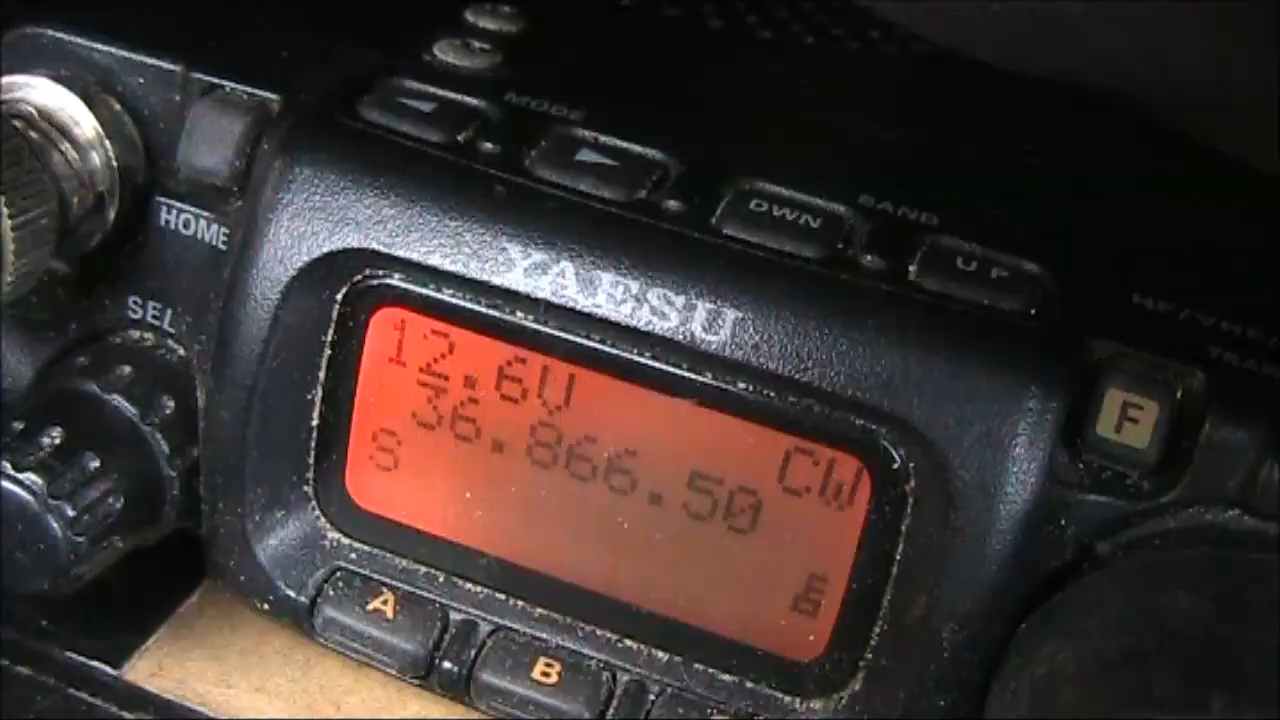 MODE
DWN
BAND
UP
HOME
YAESU
SEL
12.6V
CW
36.866.50
S
F
A
B